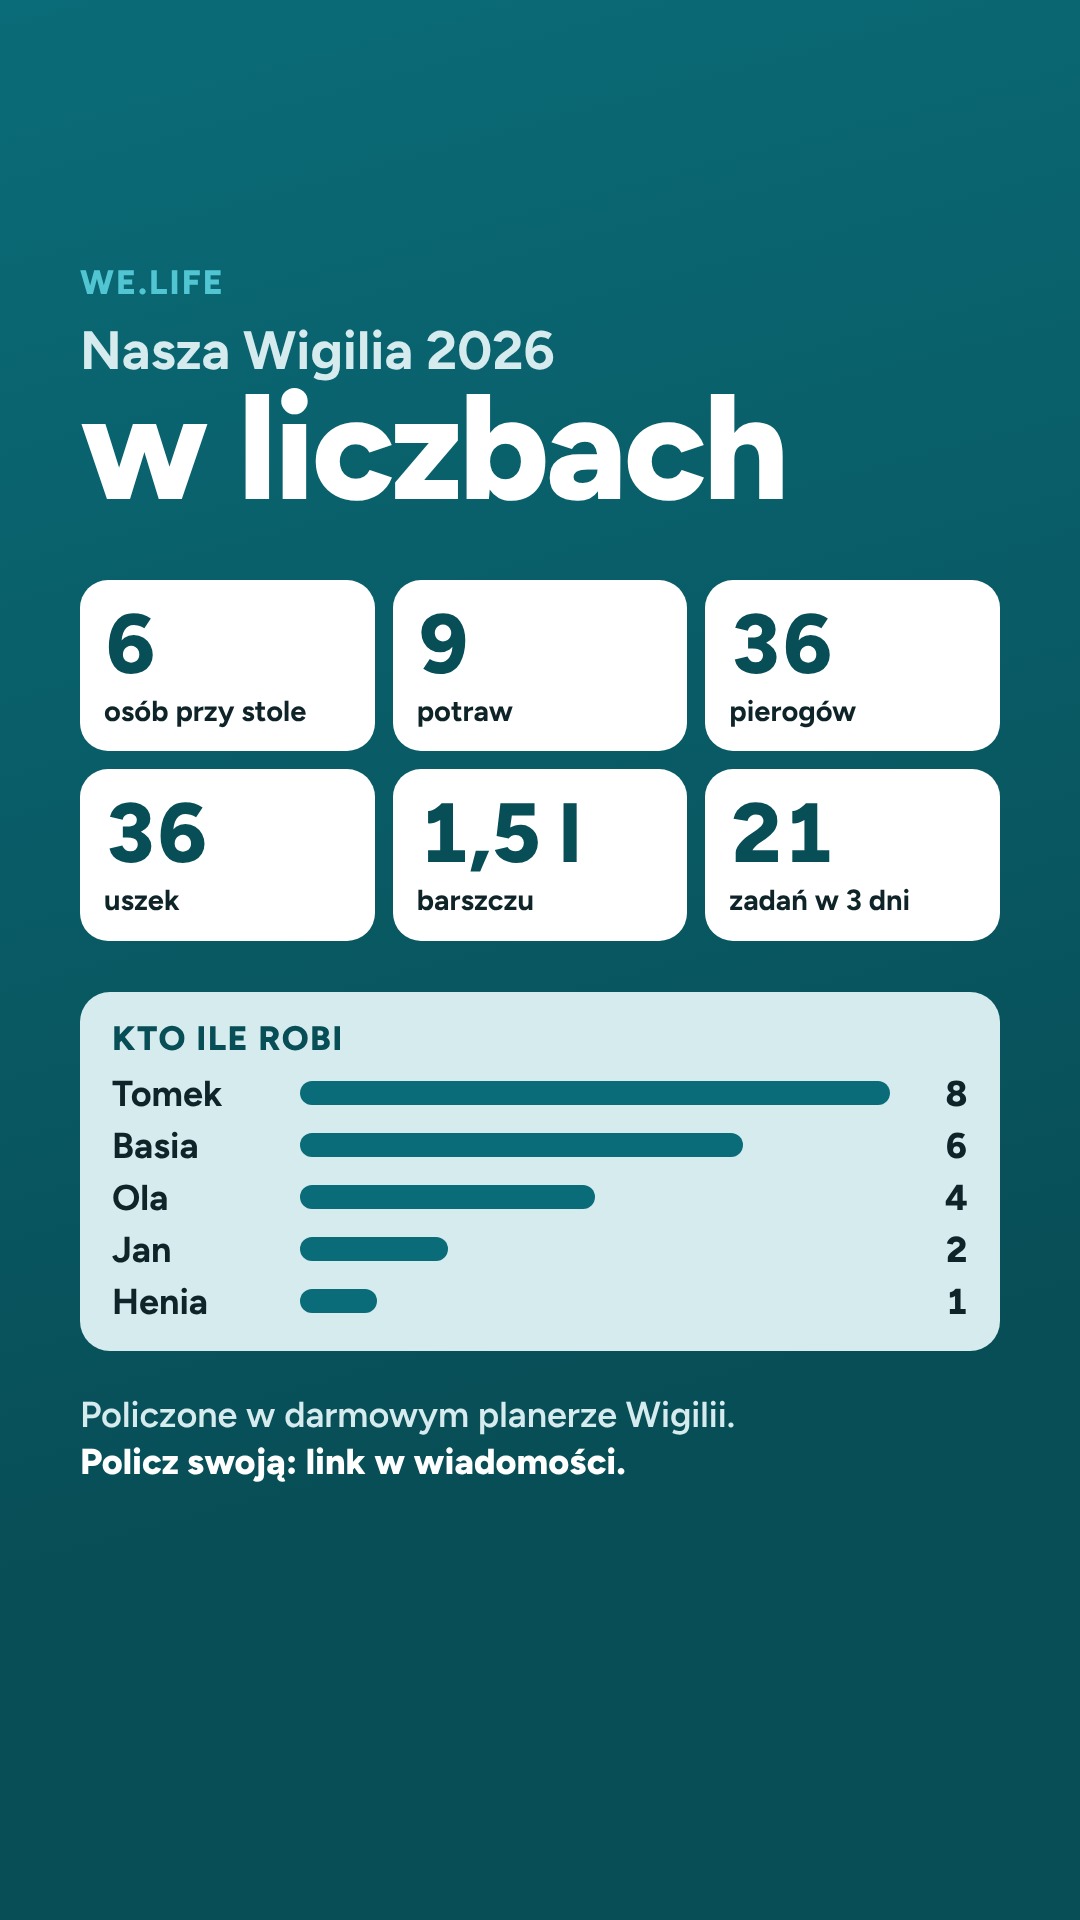 WE.LIFE
Nasza Wigilia 2026
w liczbach
6
osób przy stole
9
potraw
36
pierogów
36
uszek
1,5 l
barszczu
21
zadań w 3 dni
KTO ILE ROBI
Tomek 8
Basia 6
Ola 4
Jan 2
Henia 1
Policzone w darmowym planerze Wigilii.
Policz swoją: link w wiadomości.